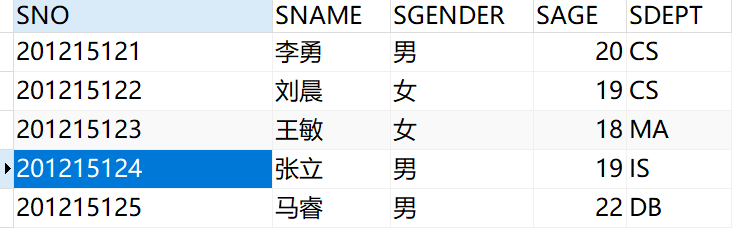 SNO SNAME SGENDER SAGE SDEPT
201215121 李勇 男 20 CS
201215122 刘晨 女 19 CS
201215123 王敏 女 18 MA
201215124 张立 男 19 IS
201215125 马睿 男 22 DB